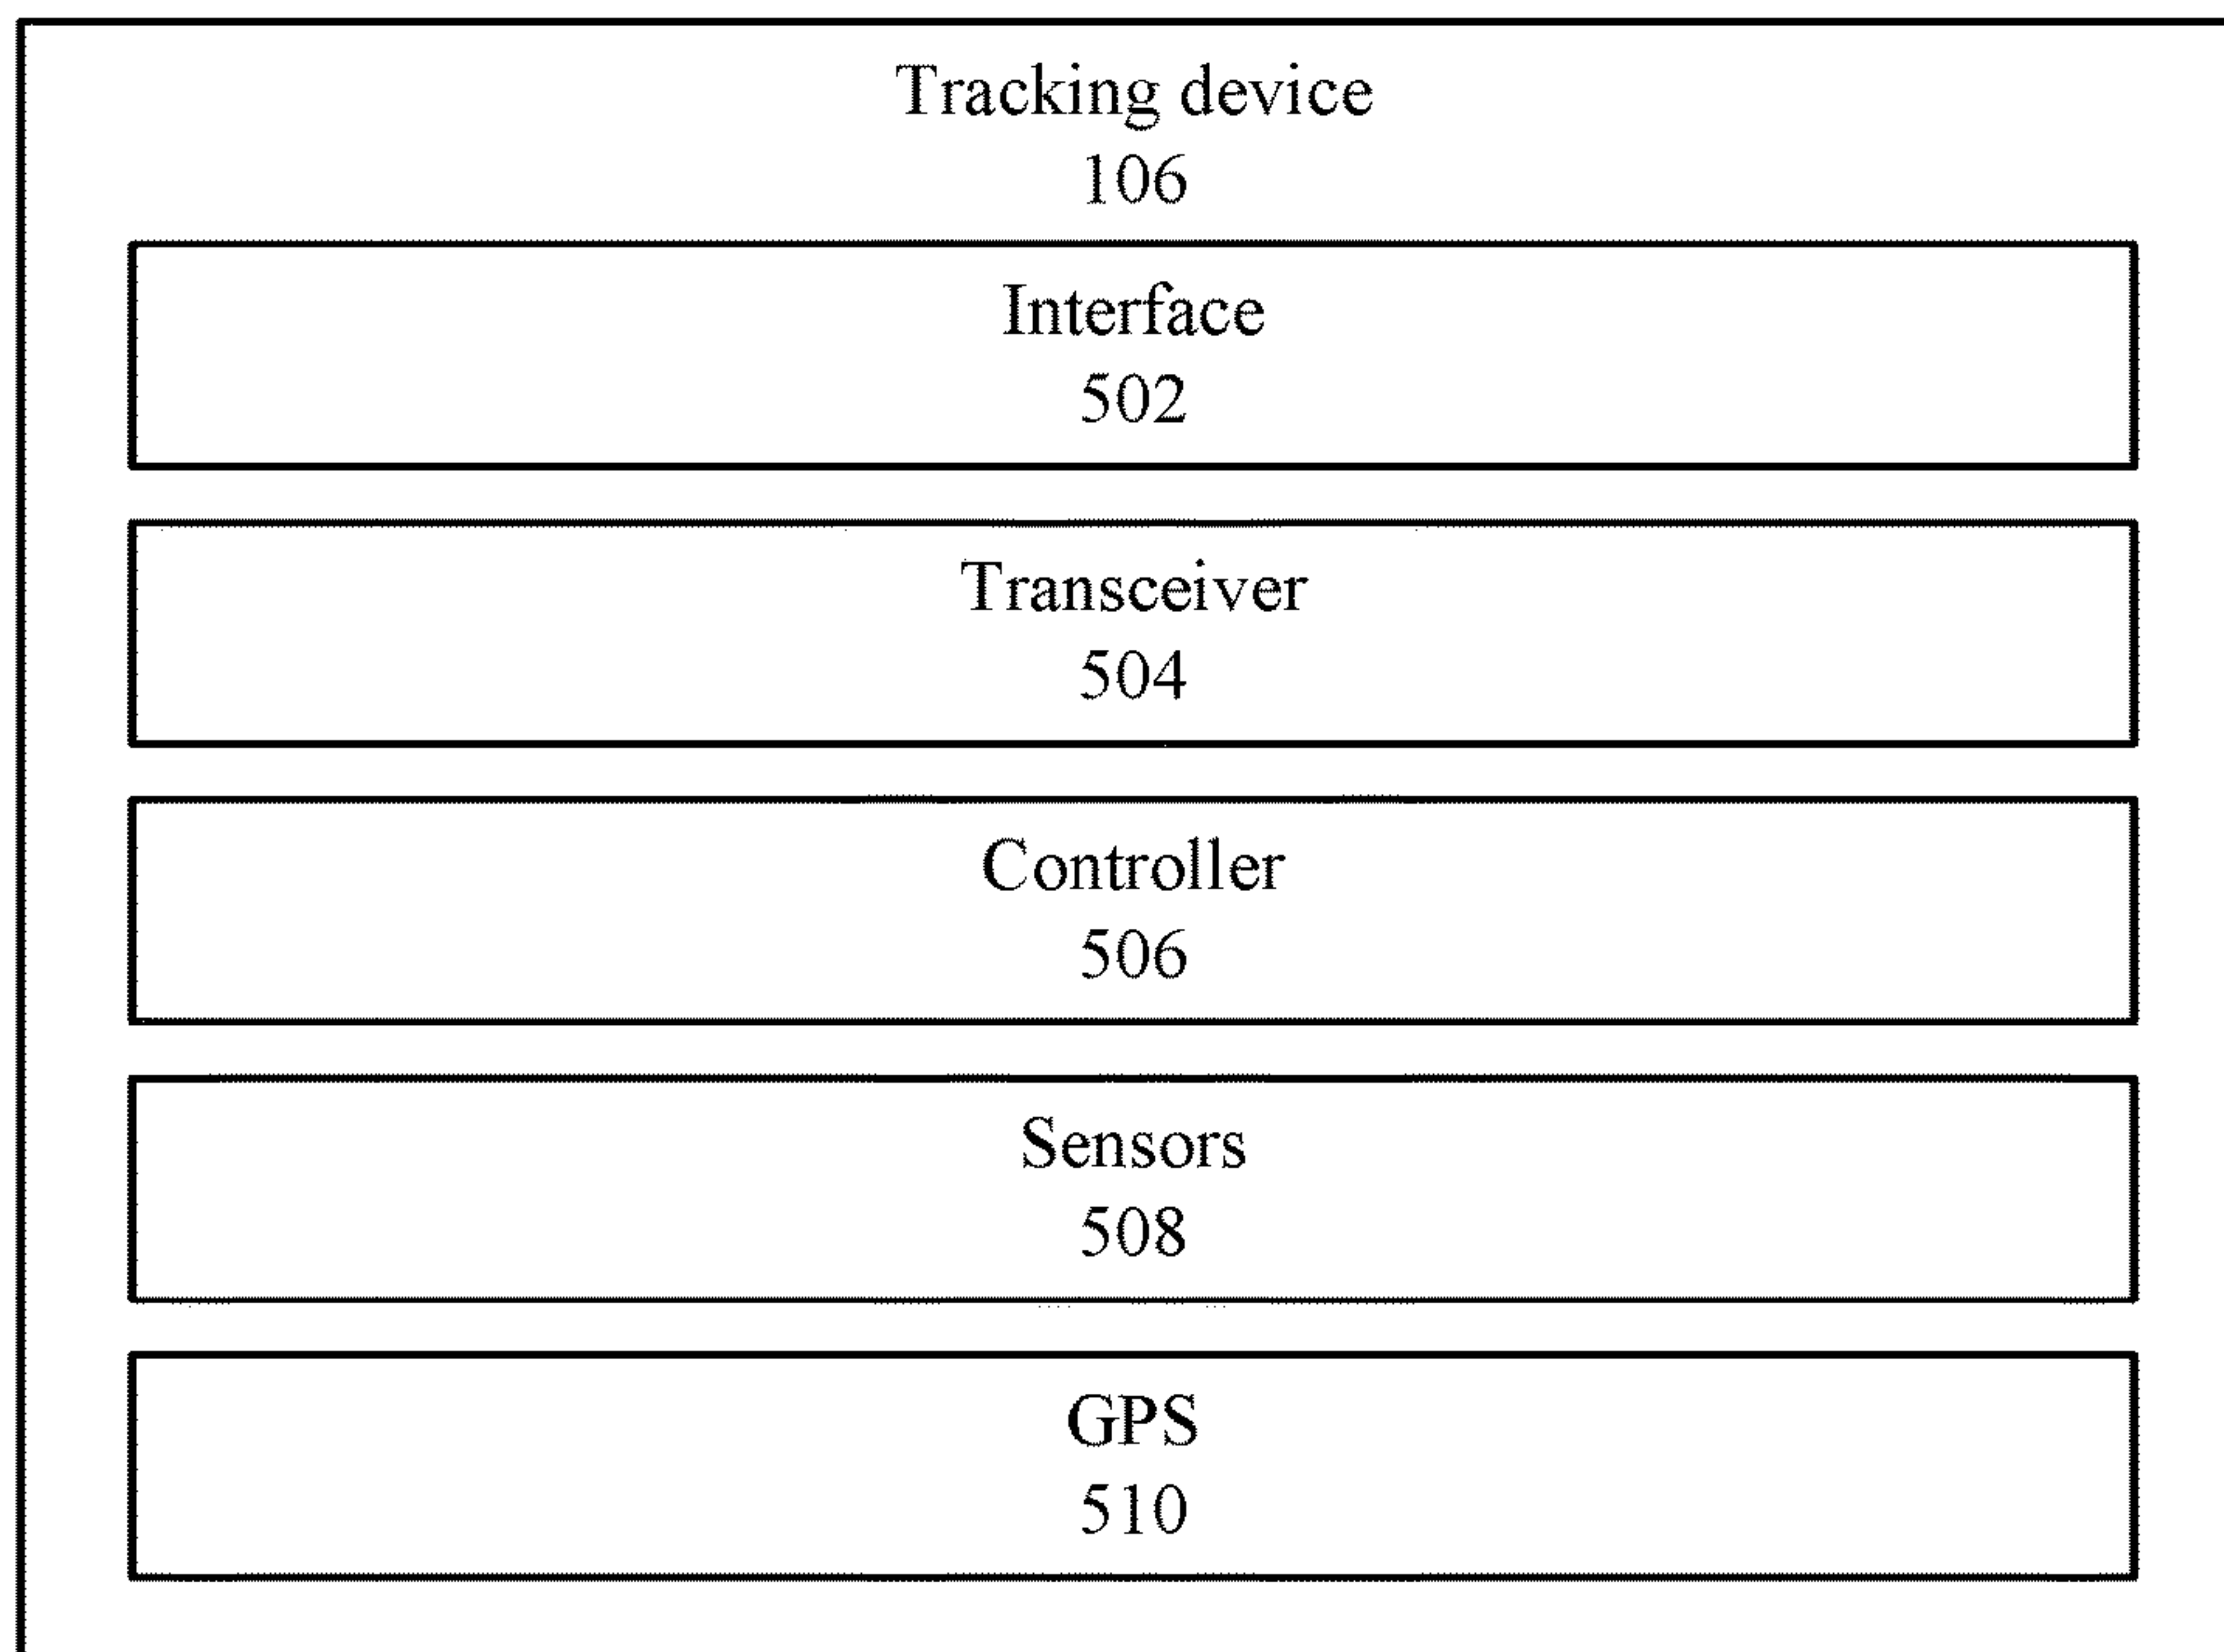 Tracking device
106
Interface
502
Transceiver
504
Controller
506
Sensors
508
GPS
510